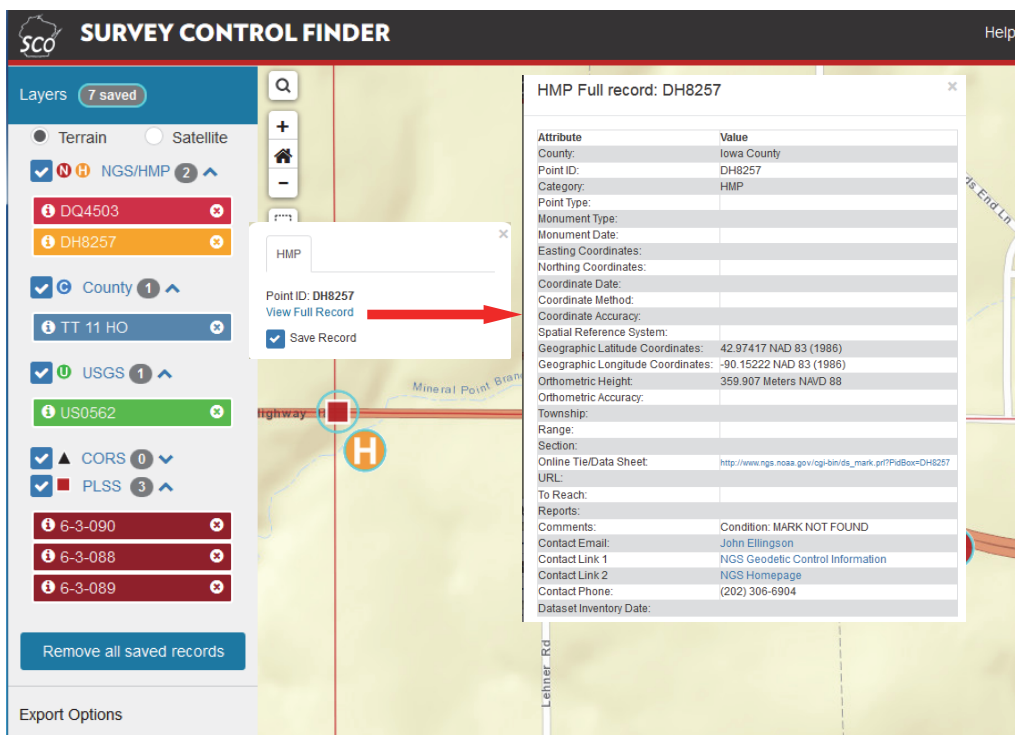 SCO
SURVEY CONTROL FINDER
Help
Layers 7 saved
Terrain Satellite
N H NGS/HMP 2
DQ4503
DH8257
C County 1
TT 11 HO
U USGS 1
US0562
CORS 0
PLSS 3
6-3-090
6-3-088
6-3-089
Remove all saved records
Export Options
+
-
HMP
×
Point ID: DH8257
View Full Record
Save Record
Mineral Point Bran
Highway H
H
Lehner Rd
ds End Ln
HMP Full record: DH8257
×
Attribute Value
County: Iowa County
Point ID: DH8257
Category: HMP
Point Type:
Monument Type:
Monument Date:
Easting Coordinates:
Northing Coordinates:
Coordinate Date:
Coordinate Method:
Coordinate Accuracy:
Spatial Reference System:
Geographic Latitude Coordinates: 42.97417 NAD 83 (1986)
Geographic Longitude Coordinates: -90.15222 NAD 83 (1986)
Orthometric Height: 359.907 Meters NAVD 88
Orthometric Accuracy:
Township:
Range:
Section:
Online Tie/Data Sheet: http://www.ngs.noaa.gov/cgi-bin/ds_mark.prl?PidBox=DH8257
URL:
To Reach:
Reports:
Comments: Condition: MARK NOT FOUND
Contact Email: John Ellingson
Contact Link 1 NGS Geodetic Control Information
Contact Link 2 NGS Homepage
Contact Phone: (202) 306-6904
Dataset Inventory Date: